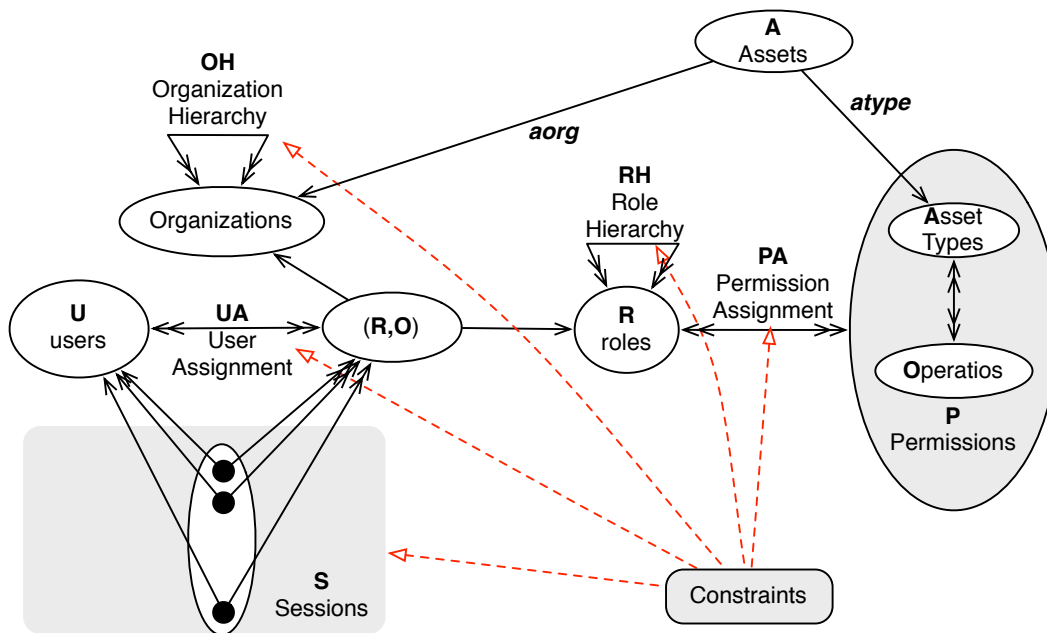 A
Assets
OH
Organization
Hierarchy
atype
aorg
RH
Role
Hierarchy
Organizations
Asset
Types
PA
Permission
Assignment
U
users
UA
User
Assignment
(R,O)
R
roles
Operatios
P
Permissions
S
Sessions
Constraints